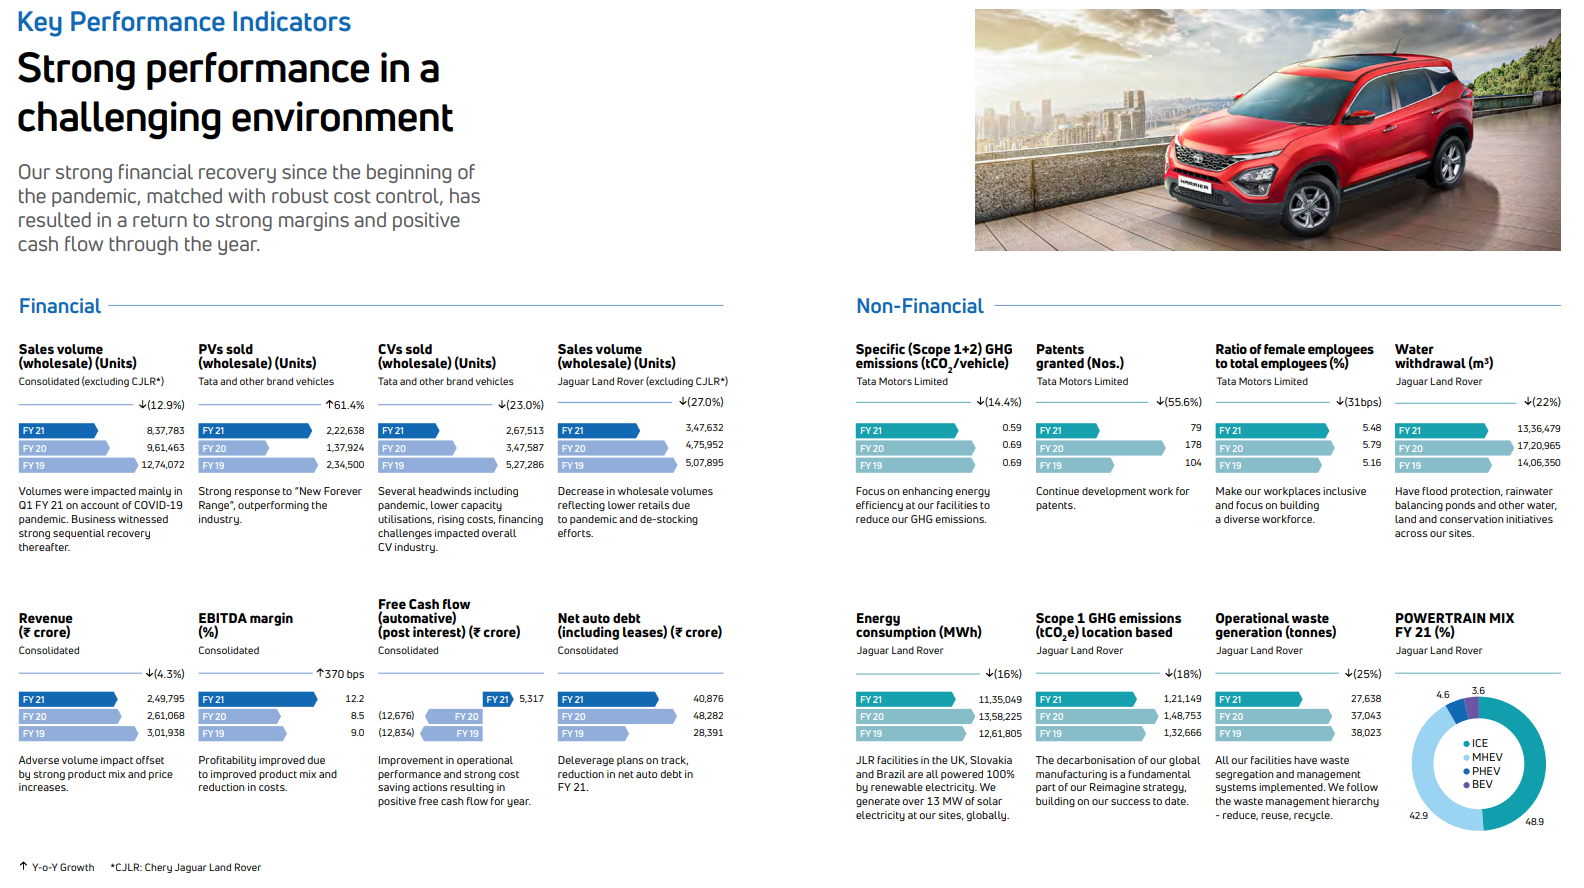 Key Performance Indicators
Strong performance in a
challenging environment
Our strong financial recovery since the beginning of
the pandemic, matched with robust cost control, has
resulted in a return to strong margins and positive
cash flow through the year.
HARRIER
Financial
Sales volume
(wholesale) (Units)
Consolidated (excluding CJLR*)
↓(12.9%)
FY 21 8,37,783
FY 20 9,61,463
FY 19 12,74,072
Volumes were impacted mainly in
Q1 FY 21 on account of COVID-19
pandemic. Business witnessed
strong sequential recovery
thereafter.
PVs sold
(wholesale) (Units)
Tata and other brand vehicles
↑61.4%
FY 21 2,22,638
FY 20 1,37,924
FY 19 2,34,500
Strong response to “New Forever
Range”, outperforming the
industry.
CVs sold
(wholesale) (Units)
Tata and other brand vehicles
↓(23.0%)
FY 21 2,67,513
FY 20 3,47,587
FY 19 5,27,286
Several headwinds including
pandemic, lower capacity
utilisations, rising costs, financing
challenges impacted overall
CV industry.
Sales volume
(wholesale) (Units)
Jaguar Land Rover (excluding CJLR*)
↓(27.0%)
FY 21 3,47,632
FY 20 4,75,952
FY 19 5,07,895
Decrease in wholesale volumes
reflecting lower retails due
to pandemic and de-stocking
efforts.
Revenue
(₹ crore)
Consolidated
↓(4.3%)
FY 21 2,49,795
FY 20 2,61,068
FY 19 3,01,938
Adverse volume impact offset
by strong product mix and price
increases.
EBITDA margin
(%)
Consolidated
↑370 bps
FY 21 12.2
FY 20 8.5
FY 19 9.0
Profitability improved due
to improved product mix and
reduction in costs.
Free Cash flow
(automative)
(post interest) (₹ crore)
Consolidated
FY 21 5,317
(12,676) FY 20
(12,834) FY 19
Improvement in operational
performance and strong cost
saving actions resulting in
positive free cash flow for year.
Net auto debt
(including leases) (₹ crore)
Consolidated
FY 21 40,876
FY 20 48,282
FY 19 28,391
Deleverage plans on track,
reduction in net auto debt in
FY 21.
Non-Financial
Specific (Scope 1+2) GHG
emissions (tCO₂/vehicle)
Tata Motors Limited
↓(14.4%)
FY 21 0.59
FY 20 0.69
FY 19 0.69
Focus on enhancing energy
efficiency at our facilities to
reduce our GHG emissions.
Patents
granted (Nos.)
Tata Motors Limited
↓(55.6%)
FY 21 79
FY 20 178
FY 19 104
Continue development work for
patents.
Ratio of female employees
to total employees (%)
Tata Motors Limited
↓(31bps)
FY 21 5.48
FY 20 5.79
FY 19 5.16
Make our workplaces inclusive
and focus on building
a diverse workforce.
Water
withdrawal (m³)
Jaguar Land Rover
↓(22%)
FY 21 13,36,479
FY 20 17,20,965
FY 19 14,06,350
Have flood protection, rainwater
balancing ponds and other water,
land and conservation initiatives
across our sites.
Energy
consumption (MWh)
Jaguar Land Rover
↓(16%)
FY 21 11,35,049
FY 20 13,58,225
FY 19 12,61,805
JLR facilities in the UK, Slovakia
and Brazil are all powered 100%
by renewable electricity. We
generate over 13 MW of solar
electricity at our sites, globally.
Scope 1 GHG emissions
(tCO₂e) location based
Jaguar Land Rover
↓(18%)
FY 21 1,21,149
FY 20 1,48,753
FY 19 1,32,666
The decarbonisation of our global
manufacturing is a fundamental
part of our Reimagine strategy,
building on our success to date.
Operational waste
generation (tonnes)
Jaguar Land Rover
↓(25%)
FY 21 27,638
FY 20 37,043
FY 19 38,023
All our facilities have waste
segregation and management
systems implemented. We follow
the waste management hierarchy
- reduce, reuse, recycle.
POWERTRAIN MIX
FY 21 (%)
Jaguar Land Rover
4.6 3.6
ICE
MHEV
PHEV
BEV
42.9 48.9
↑ Y-o-Y Growth *CJLR: Chery Jaguar Land Rover